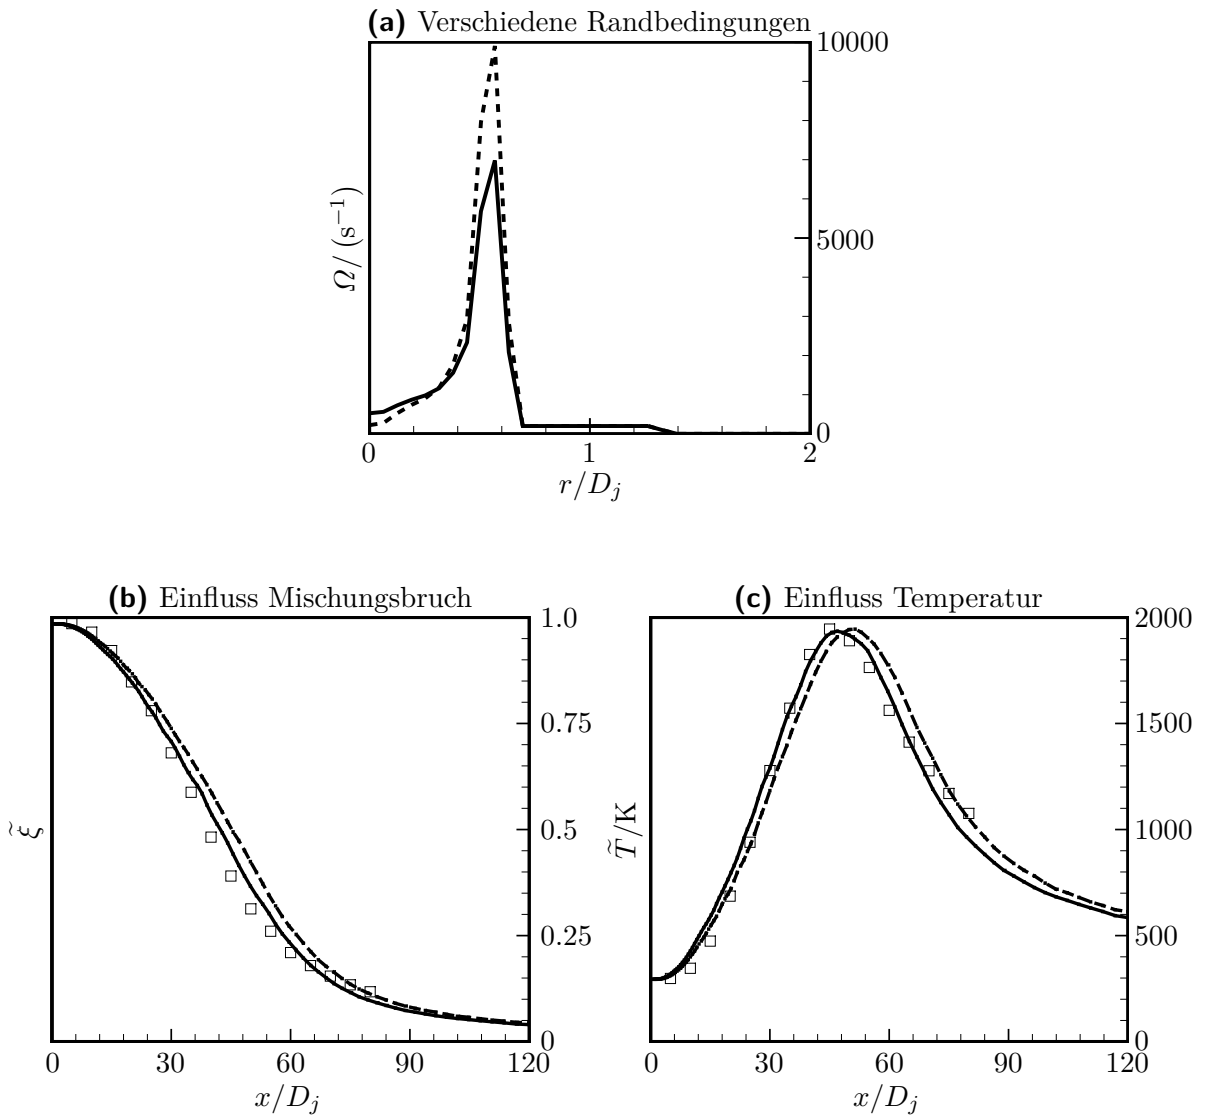 (a) Verschiedene Randbedingungen
10000
5000
0
Ω/ (s⁻¹)
0 1 2
r/D_j
(b) Einfluss Mischungsbruch
1.0
0.75
0.5
0.25
0
ξ̃
0 30 60 90 120
x/D_j
(c) Einfluss Temperatur
2000
1500
1000
500
0
T̃/K
0 30 60 90 120
x/D_j